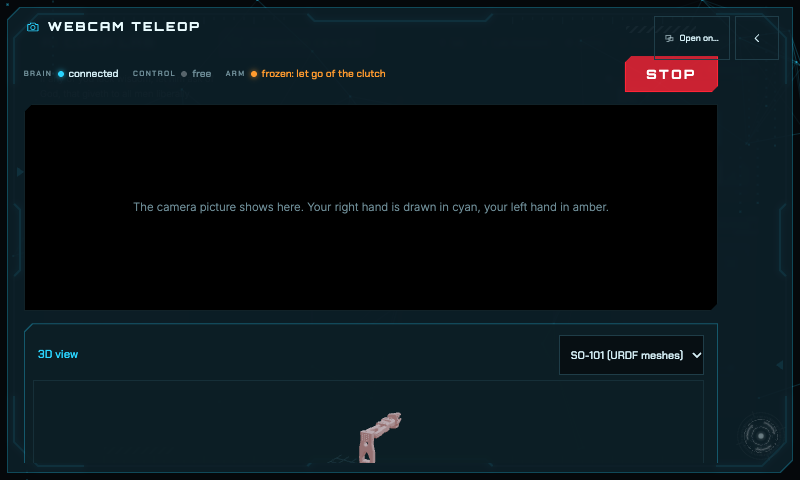 WEBCAM TELEOP
Open on...
BRAIN connected CONTROL free ARM frozen: let go of the clutch
STOP
The camera picture shows here. Your right hand is drawn in cyan, your left hand in amber.
3D view
SO-101 (URDF meshes)